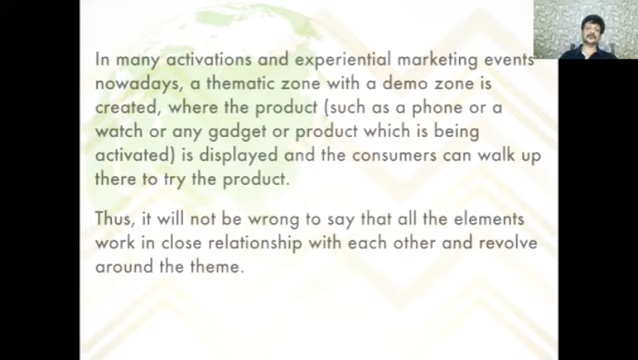 In many activations and experiential marketing events
nowadays, a thematic zone with a demo zone is
created, where the product (such as a phone or a
watch or any gadget or product which is being
activated) is displayed and the consumers can walk up
there to try the product.
Thus, it will not be wrong to say that all the elements
work in close relationship with each other and revolve
around the theme.